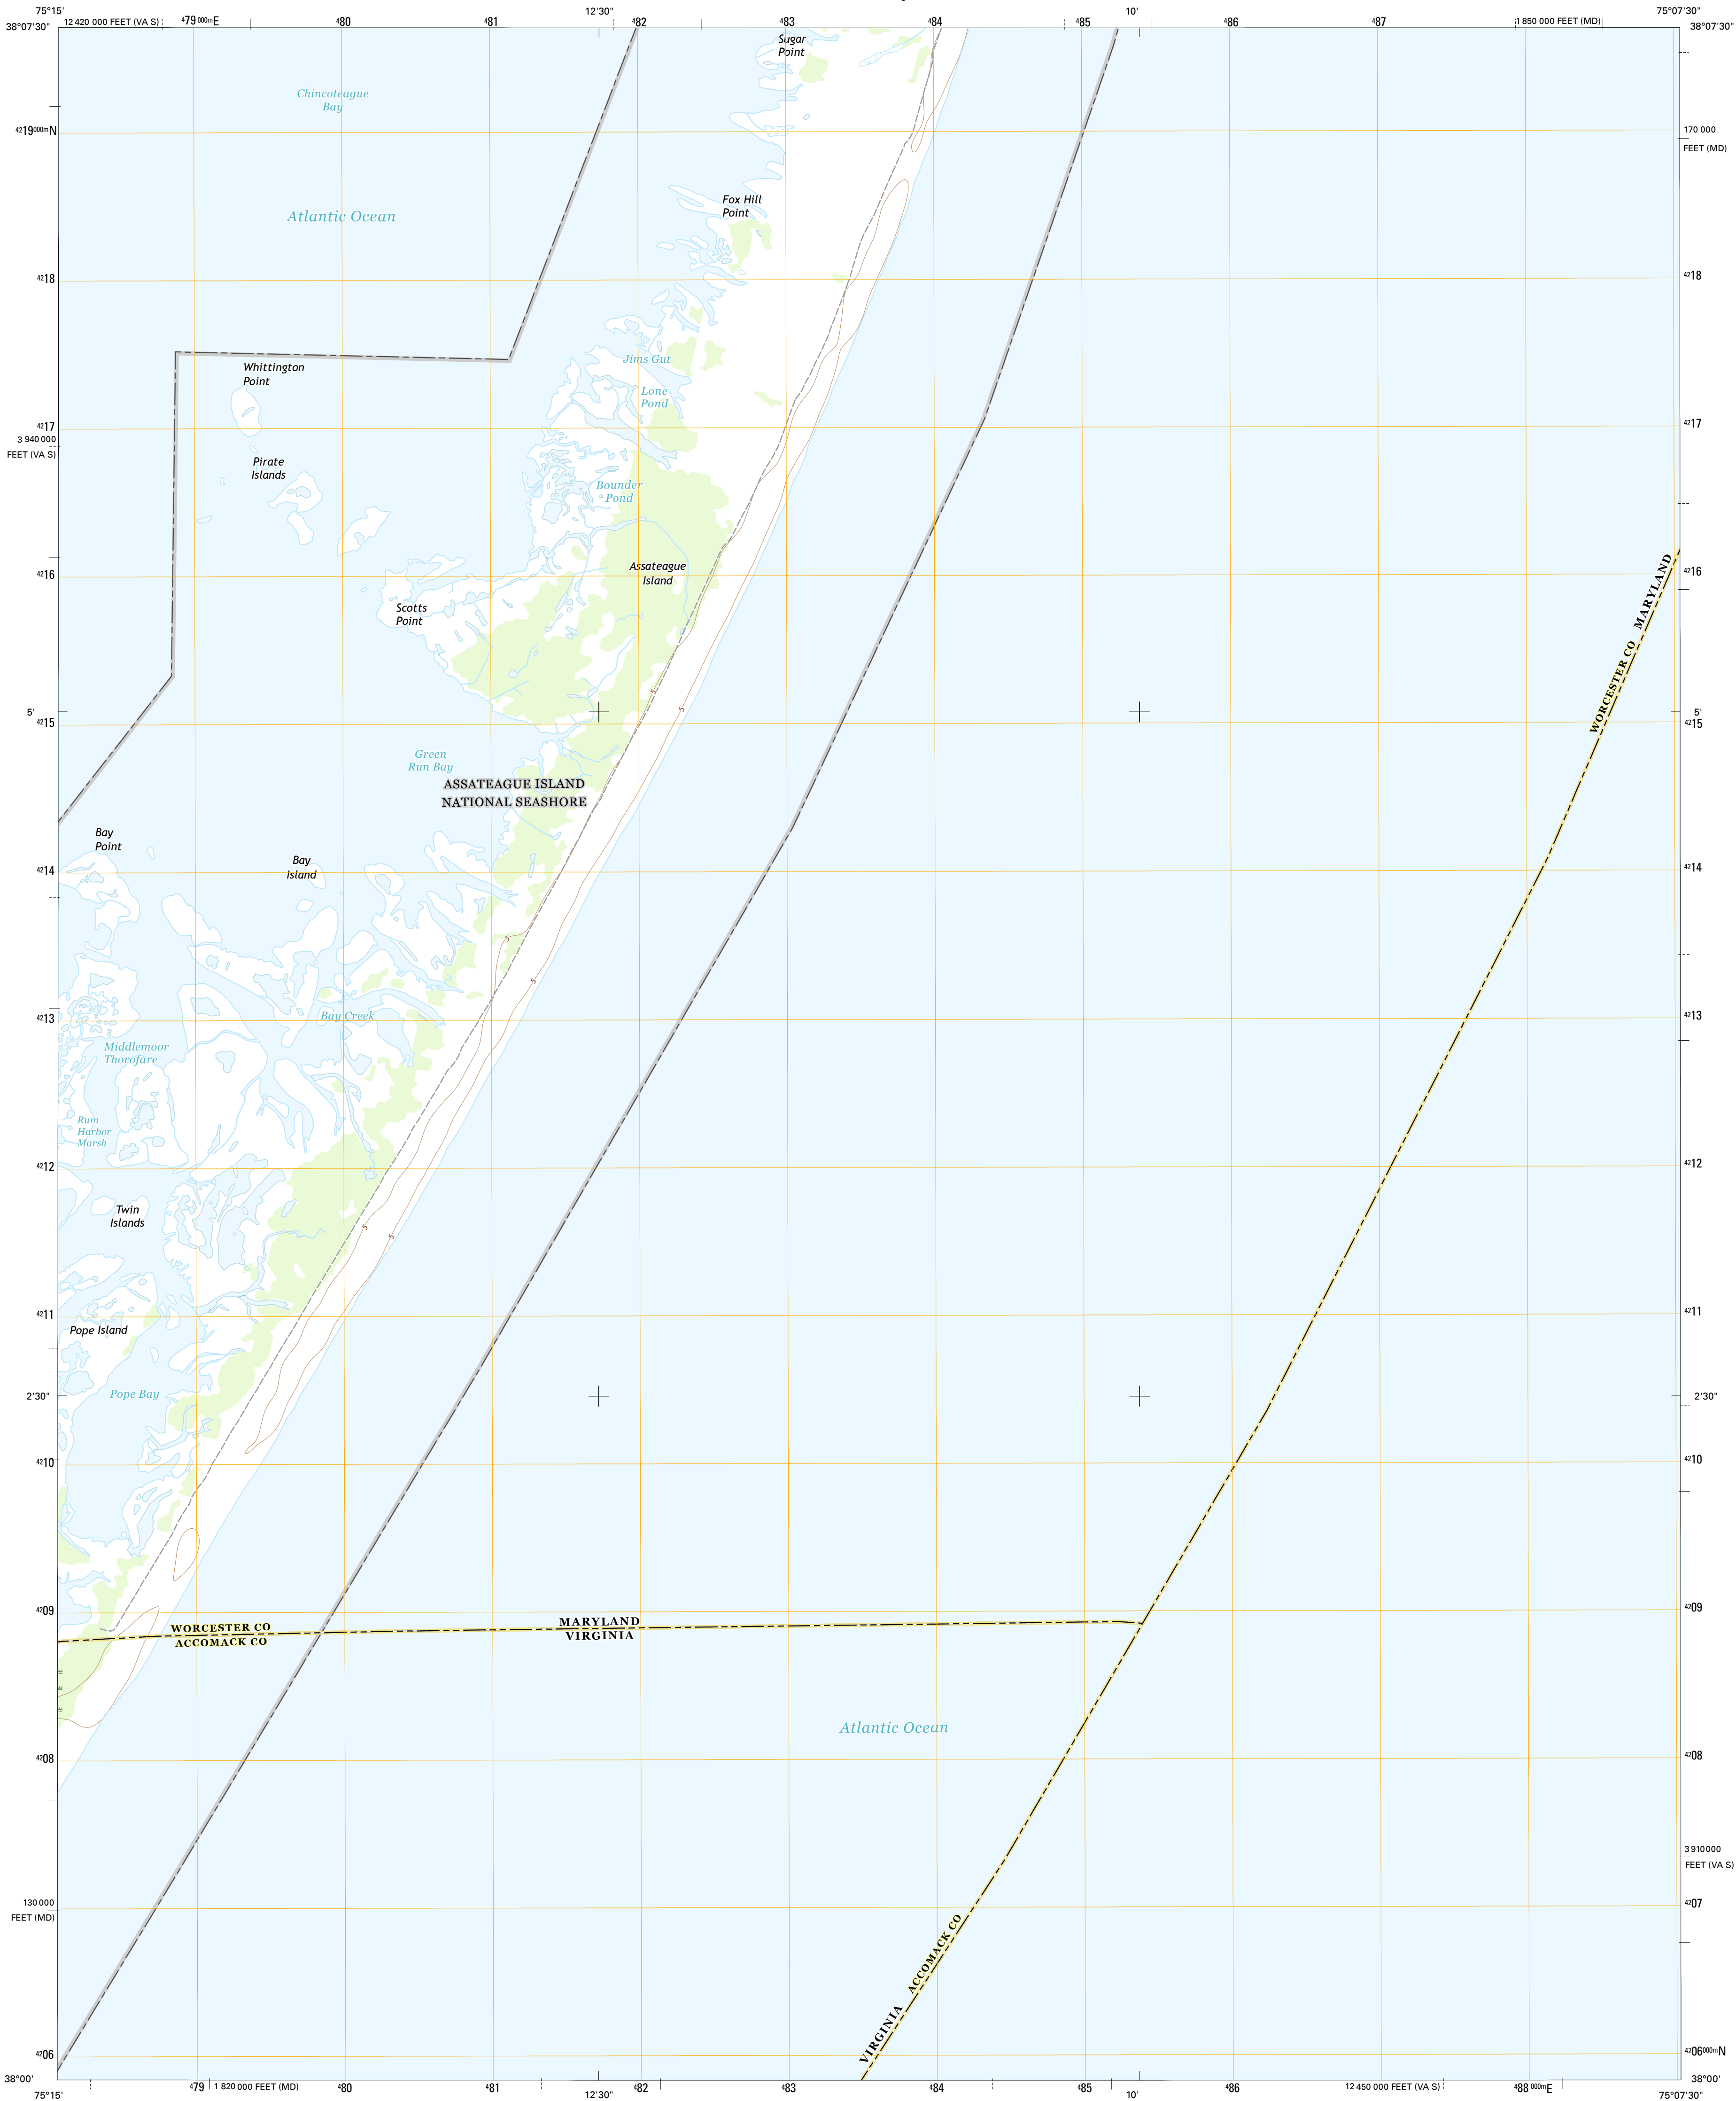 75°15' 12 420 000 FEET (VA S) ⁴79⁰⁰⁰ᵐE ⁴80 ⁴81 12'30" ⁴82 ⁴83 ⁴84 ⁴85 10' ⁴86 ⁴87 1 850 000 FEET (MD) 75°07'30"
38°07'30" 38°07'30"
Sugar
Point
Chincoteague
Bay
⁴²19⁰⁰⁰ᵐN
170 000
FEET (MD)
Fox Hill
Point
Atlantic Ocean
⁴²18 ⁴²18
Jims Gut
Whittington
Point
Lone
Pond
⁴²17 ⁴²17
3 940 000
FEET (VA S)
Pirate
Islands
Bounder
Pond
Assateague
Island
⁴²16 ⁴²16
MARYLAND
WORCESTER CO
Scotts
Point
5
5
5' 5'
⁴²15 ⁴²15
Green
Run Bay
ASSATEAGUE ISLAND
NATIONAL SEASHORE
Bay
Point
Bay
Island
⁴²14 ⁴²14
5
5
Bay Creek
⁴²13 ⁴²13
Middlemoor
Thorofare
Rum
Harbor
Marsh
⁴²12 ⁴²12
Twin
Islands
5
5
⁴²11 ⁴²11
Pope Island
Pope Bay
2'30" 2'30"
⁴²10 ⁴²10
⁴²09 ⁴²09
WORCESTER CO
ACCOMACK CO
MARYLAND
VIRGINIA
Atlantic Ocean
⁴²08 ⁴²08
3 910 000
FEET (VA S)
130 000
FEET (MD)
⁴²07
ACCOMACK CO
VIRGINIA
⁴²06 ⁴²06⁰⁰⁰ᵐN
38°00' 38°00'
75°15' ⁴79 1 820 000 FEET (MD) ⁴80 ⁴81 12'30" ⁴82 ⁴83 ⁴84 ⁴85 10' ⁴86 12 450 000 FEET (VA S) ⁴88⁰⁰⁰ᵐE 75°07'30"